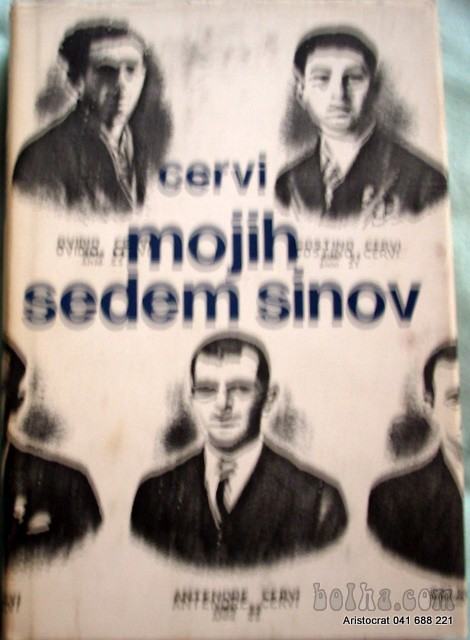 cervi
OVIDIO CERVI
AGOSTINO CERVI
mojih
sedem sinov
ANTENORE CERVI
bolha.com
Aristocrat 041 688 221